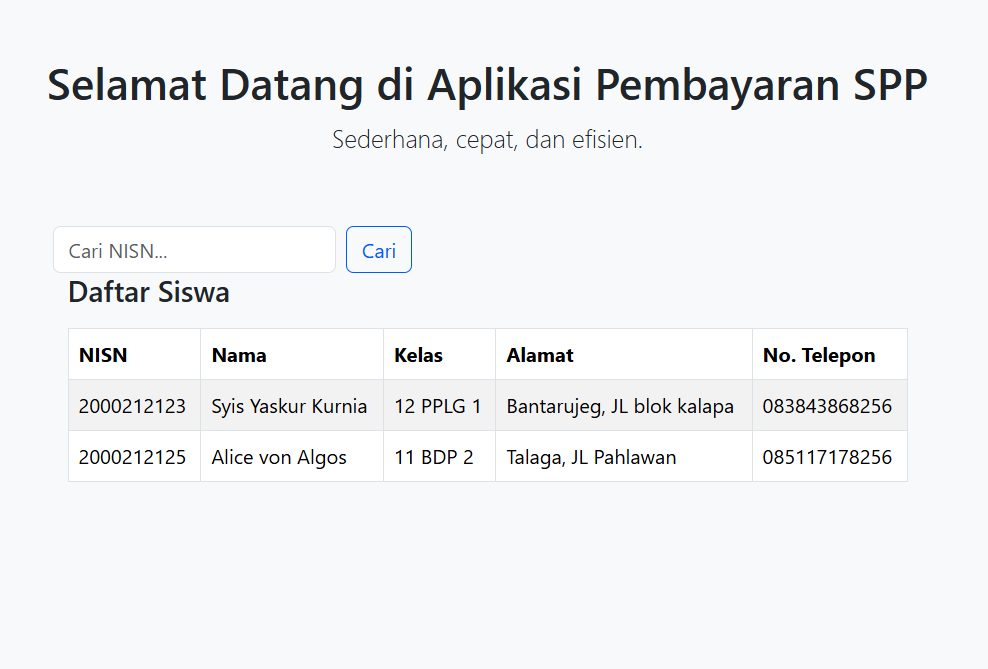 Selamat Datang di Aplikasi Pembayaran SPP
Sederhana, cepat, dan efisien.
Cari NISN... Cari
Daftar Siswa
NISN Nama Kelas Alamat No. Telepon
2000212123 Syis Yaskur Kurnia 12 PPLG 1 Bantarujeg, JL blok kalapa 083843868256
2000212125 Alice von Algos 11 BDP 2 Talaga, JL Pahlawan 085117178256